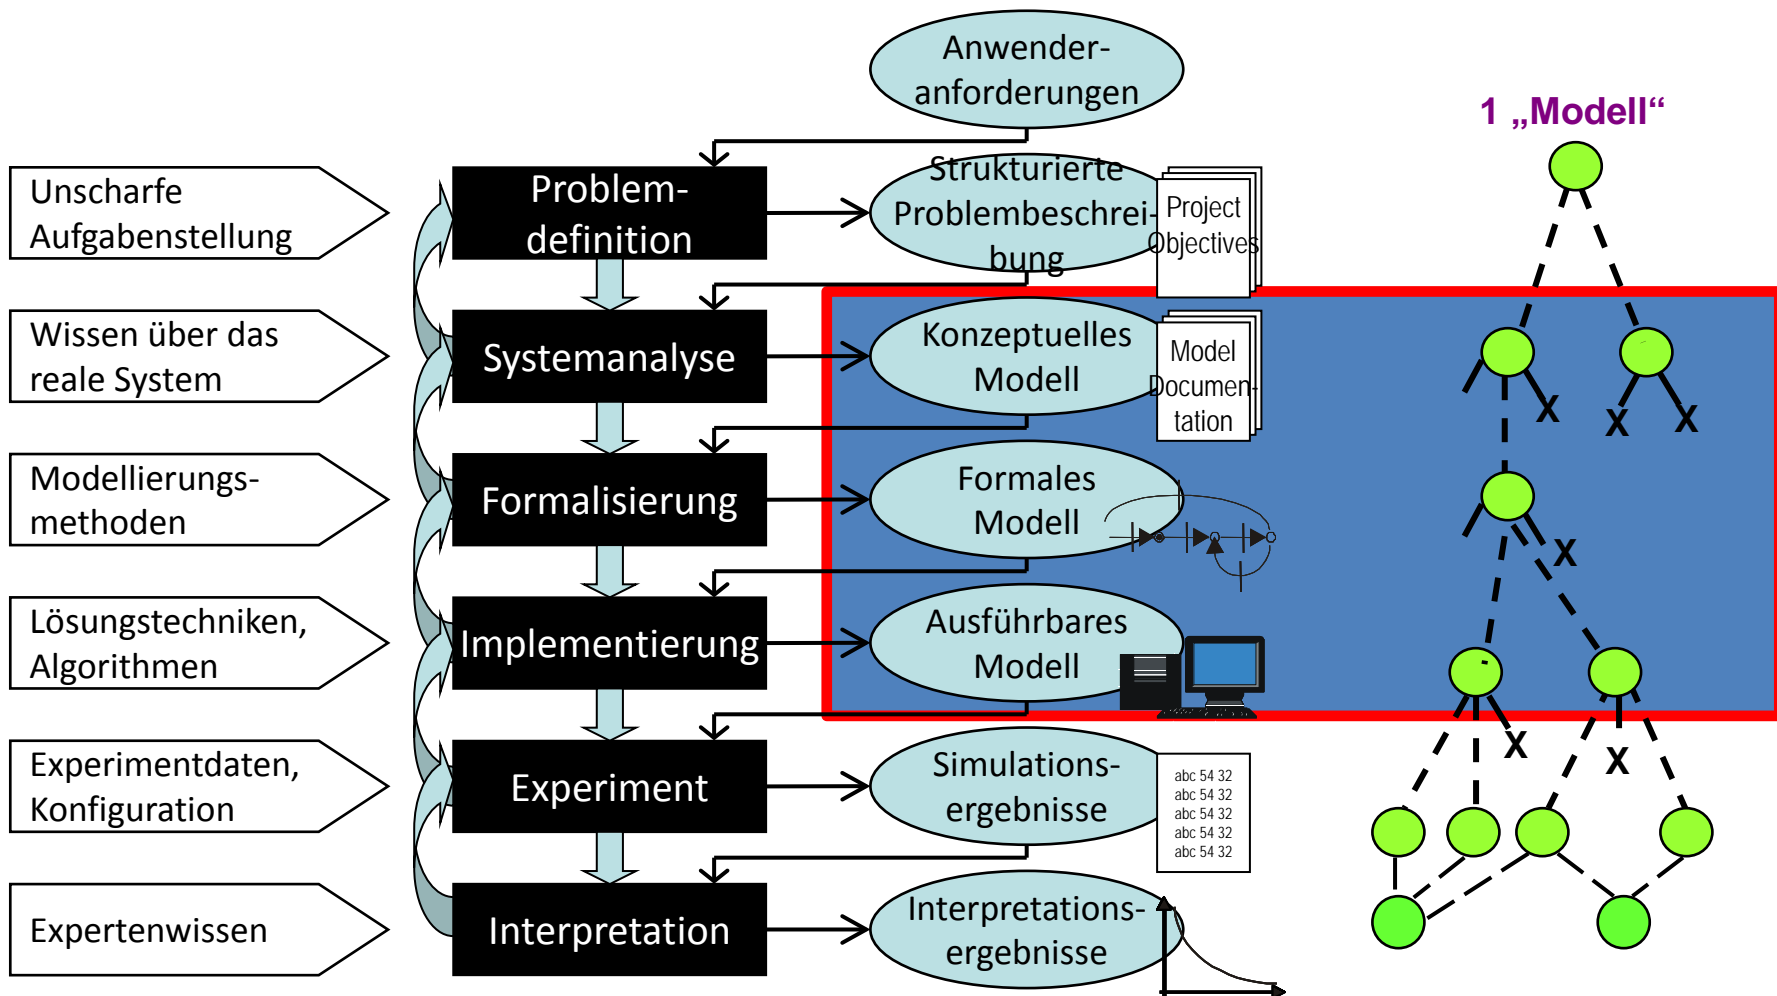 Anwender-
anforderungen
1 „Modell“
Unscharfe
Aufgabenstellung
Problem-
definition
Strukturierte
Problembeschrei-
bung
Project
Objectives
Wissen über das
reale System
Systemanalyse
Konzeptuelles
Modell
Model
Documen-
tation
X
X
X
Modellierungs-
methoden
Formalisierung
Formales
Modell
X
Lösungstechniken,
Algorithmen
Implementierung
Ausführbares
Modell
X
X
Experimentdaten,
Konfiguration
Experiment
Simulations-
ergebnisse
abc 54 32
abc 54 32
abc 54 32
abc 54 32
abc 54 32
Expertenwissen
Interpretation
Interpretations-
ergebnisse